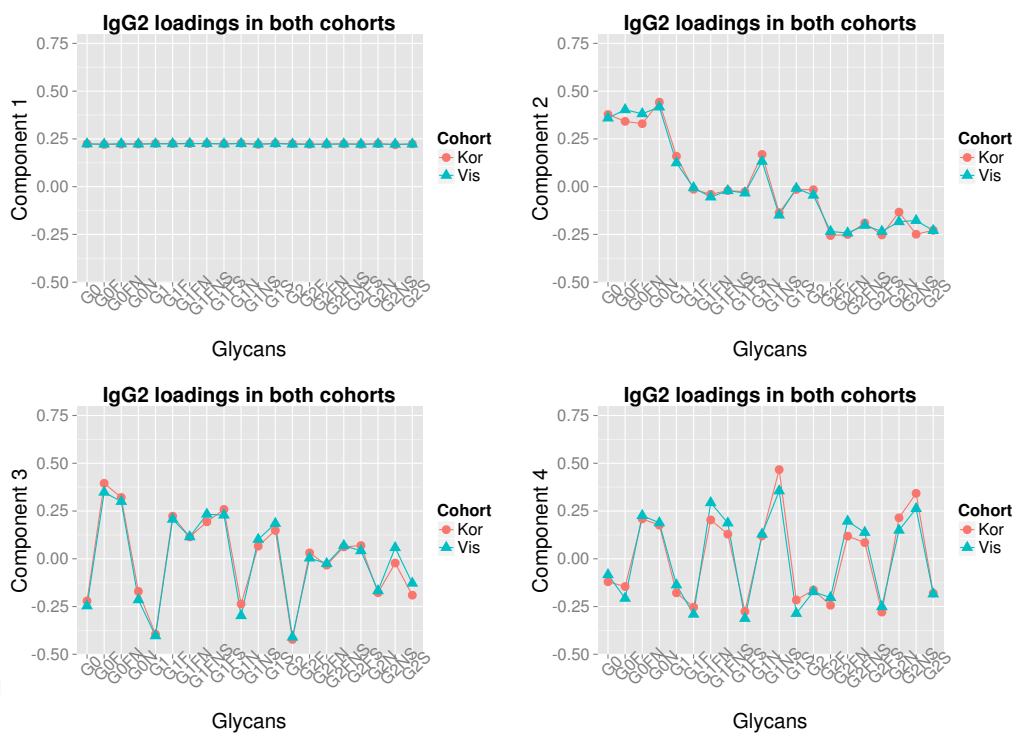 IgG2 loadings in both cohorts
Component 1
0.75
0.50
0.25
0.00
-0.25
-0.50
G0 G0F G0FN G0N G1 G1F G1FN G1FNS G1FS G1N G1NS G1S G2 G2F G2FN G2FNS G2FS G2N G2NS G2S
Glycans
Cohort
Kor
Vis
IgG2 loadings in both cohorts
Component 2
0.75
0.50
0.25
0.00
-0.25
-0.50
G0 G0F G0FN G0N G1 G1F G1FN G1FNS G1FS G1N G1NS G1S G2 G2F G2FN G2FNS G2FS G2N G2NS G2S
Glycans
Cohort
Kor
Vis
IgG2 loadings in both cohorts
Component 3
0.75
0.50
0.25
0.00
-0.25
-0.50
G0 G0F G0FN G0N G1 G1F G1FN G1FNS G1FS G1N G1NS G1S G2 G2F G2FN G2FNS G2FS G2N G2NS G2S
Glycans
Cohort
Kor
Vis
IgG2 loadings in both cohorts
Component 4
0.75
0.50
0.25
0.00
-0.25
-0.50
G0 G0F G0FN G0N G1 G1F G1FN G1FNS G1FS G1N G1NS G1S G2 G2F G2FN G2FNS G2FS G2N G2NS G2S
Glycans
Cohort
Kor
Vis